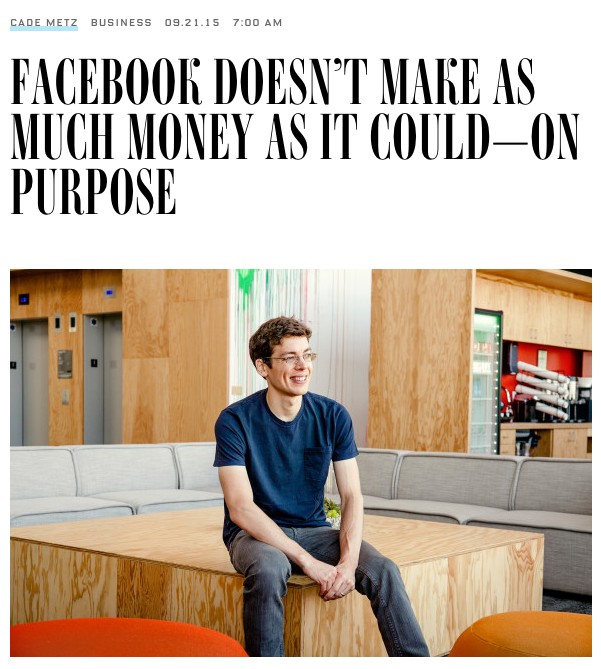 CADE METZ BUSINESS 09.21.15 7:00 AM
FACEBOOK DOESN’T MAKE AS
MUCH MONEY AS IT COULD—ON
PURPOSE